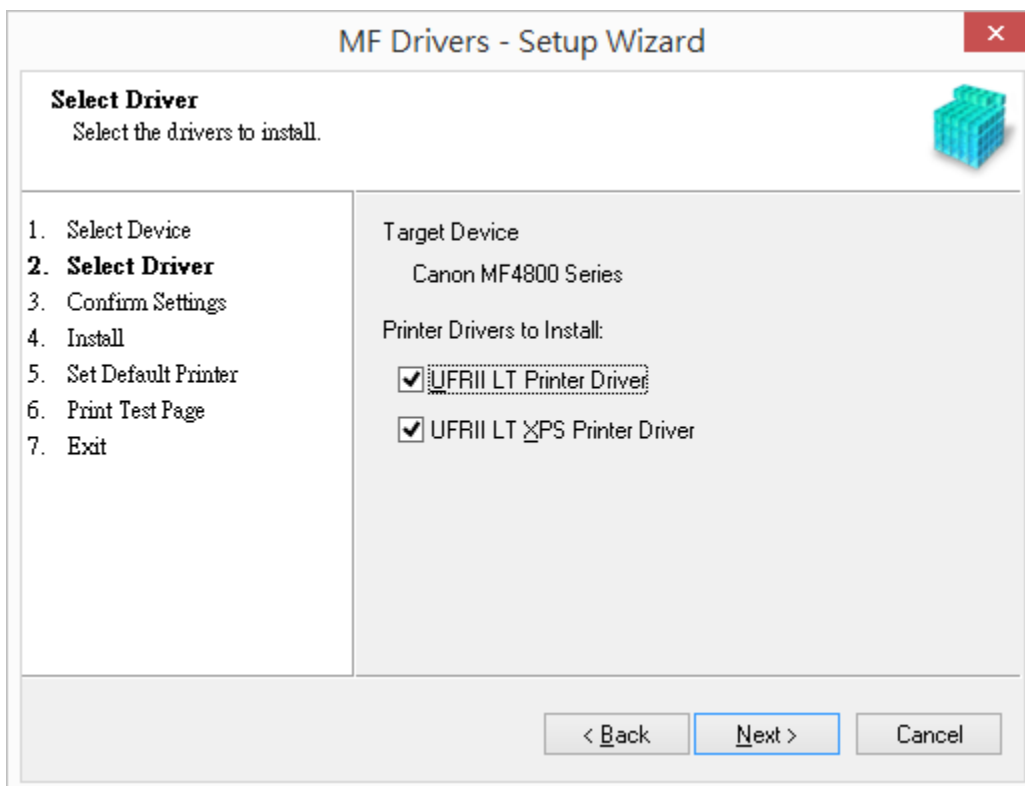 MF Drivers - Setup Wizard
Select Driver
Select the drivers to install.
1. Select Device
2. Select Driver
3. Confirm Settings
4. Install
5. Set Default Printer
6. Print Test Page
7. Exit
Target Device
Canon MF4800 Series
Printer Drivers to Install:
UFRII LT Printer Driver
UFRII LT XPS Printer Driver
< Back
Next >
Cancel